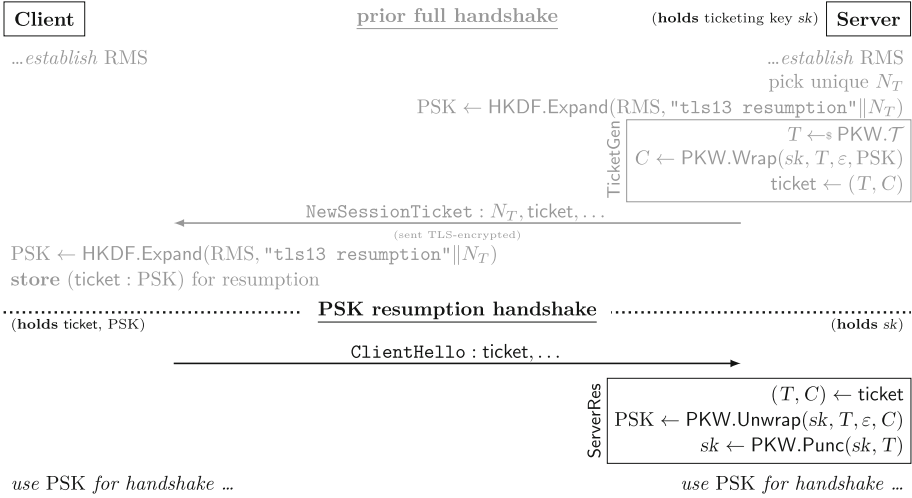 Client prior full handshake (holds ticketing key sk) Server
…establish RMS …establish RMS
pick unique N_T
PSK ← HKDF.Expand(RMS, "tls13 resumption"‖N_T)
TicketGen
T ←$ PKW.𝒯
C ← PKW.Wrap(sk, T, ε, PSK)
ticket ← (T, C)
NewSessionTicket : N_T, ticket, …
(sent TLS-encrypted)
PSK ← HKDF.Expand(RMS, "tls13 resumption"‖N_T)
store (ticket : PSK) for resumption
PSK resumption handshake
(holds ticket, PSK) (holds sk)
ClientHello : ticket, …
ServerRes
(T, C) ← ticket
PSK ← PKW.Unwrap(sk, T, ε, C)
sk ← PKW.Punc(sk, T)
use PSK for handshake … use PSK for handshake …